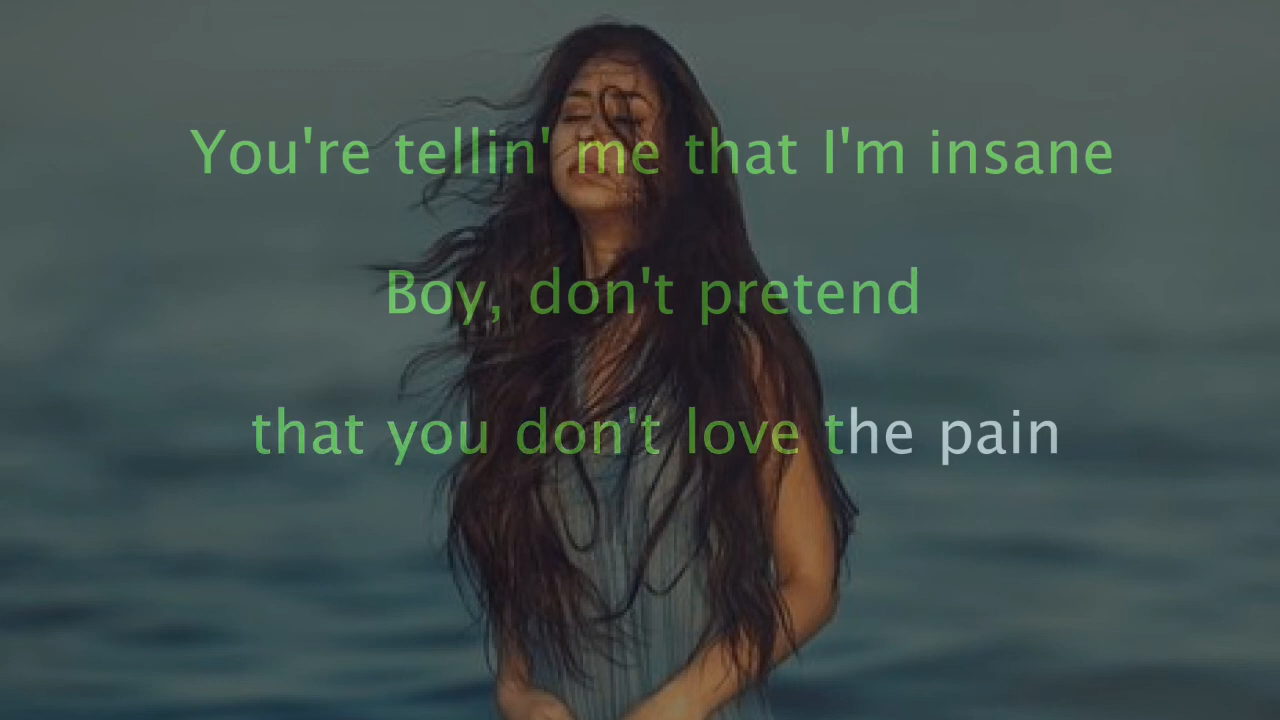 You're tellin' me that I'm insane
Boy, don't pretend
that you don't love the pain